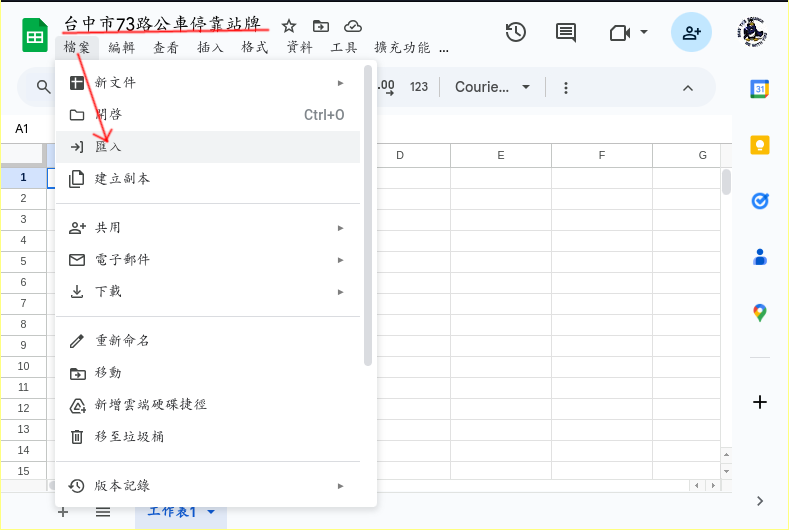 台中市73路公車停靠站牌
檔案 編輯 查看 插入 格式 資料 工具 擴充功能 ...
.00 123 Courie...
31
A1
D E F G
新文件
開啓 Ctrl+O
匯入
建立副本
共用
電子郵件
下載
重新命名
移動
新增雲端硬碟捷徑
移至垃圾桶
版本記錄
1
2
3
4
5
6
7
8
9
10
11
12
13
14
15
工作表1